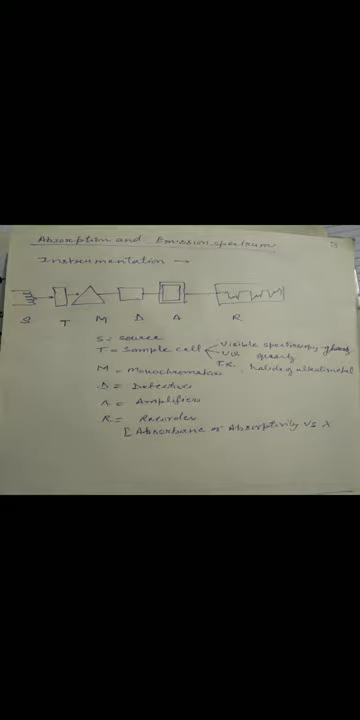 Absorption and Emission spectrum
Instrumentation →
S T M D A R
S = Source
T = Sample cell Visible spectroscopy - glass
U.V. quartz
I.R. halide of alkali metal
M = Monochromator
D = Detector
A = Amplifier
R = Recorder
[Absorbance or Absorptivity vs λ